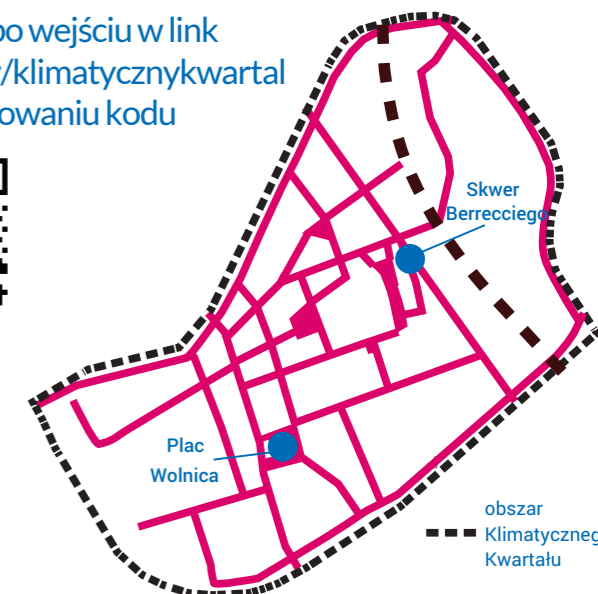 po wejściu w link
/klimatycznykwartal
owaniu kodu
Skwer
Berrecciego
Plac
Wolnica
obszar
Klimatyczneg
Kwartału